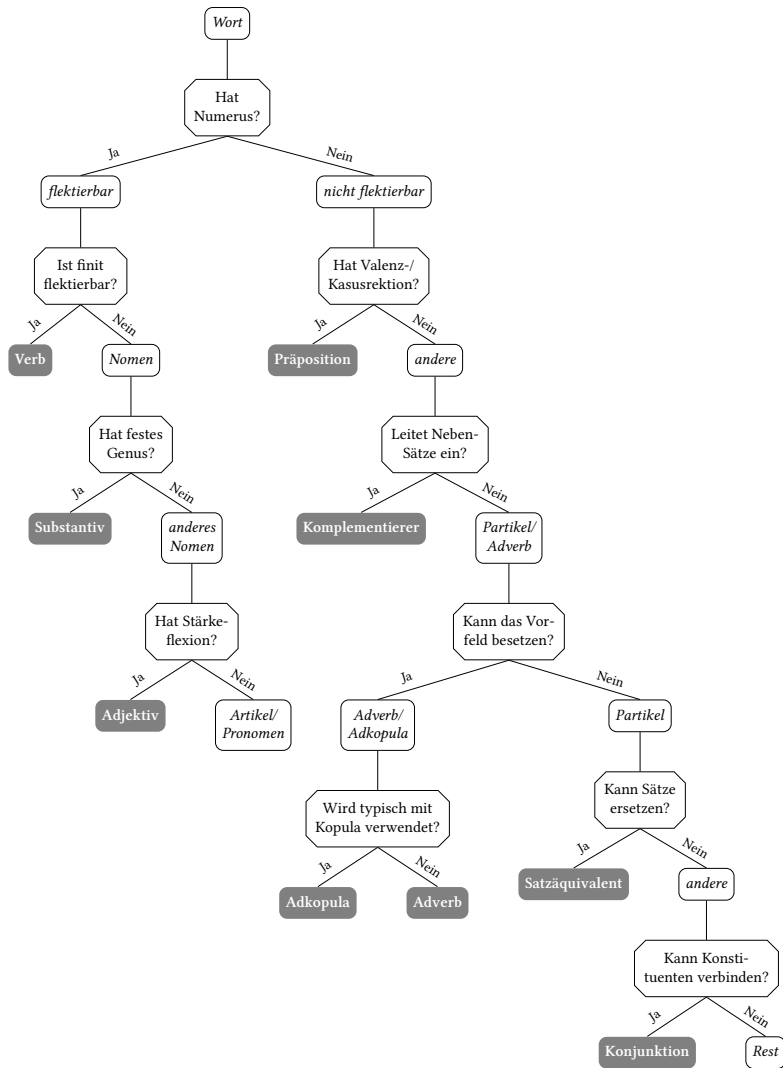 Wort
Hat
Numerus?
Ja
Nein
flektierbar
nicht flektierbar
Ist finit
flektierbar?
Hat Valenz-/
Kasusrektion?
Ja
Nein
Ja
Nein
Verb
Nomen
Präposition
andere
Hat festes
Genus?
Leitet Neben-
Sätze ein?
Ja
Nein
Ja
Nein
Substantiv
anderes
Nomen
Komplementierer
Partikel/
Adverb
Hat Stärke-
flexion?
Kann das Vor-
feld besetzen?
Ja
Nein
Ja
Nein
Adjektiv
Artikel/
Pronomen
Adverb/
Adkopula
Partikel
Wird typisch mit
Kopula verwendet?
Kann Sätze
ersetzen?
Ja
Nein
Ja
Nein
Adkopula
Adverb
Satzäquivalent
andere
Kann Konsti-
tuenten verbinden?
Ja
Nein
Konjunktion
Rest